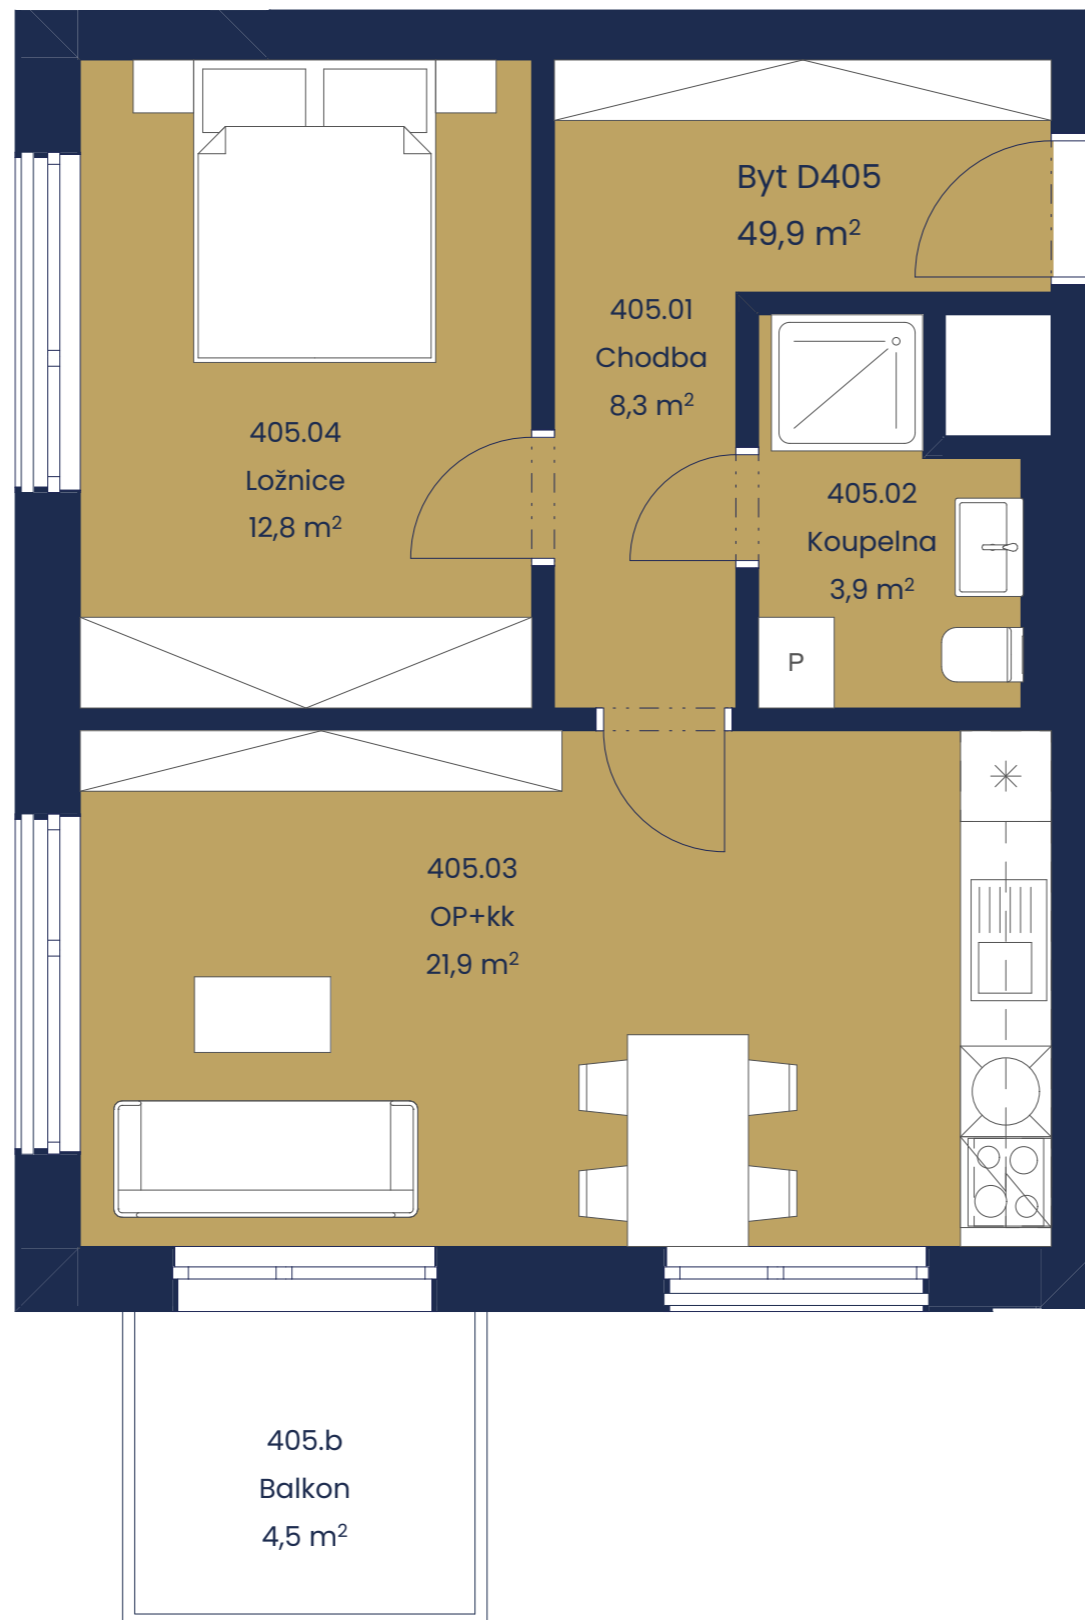 Byt D405
49,9 m²
405.01
Chodba
8,3 m²
405.04
Ložnice
12,8 m²
405.02
Koupelna
3,9 m²
P
405.03
OP+kk
21,9 m²
405.b
Balkon
4,5 m²